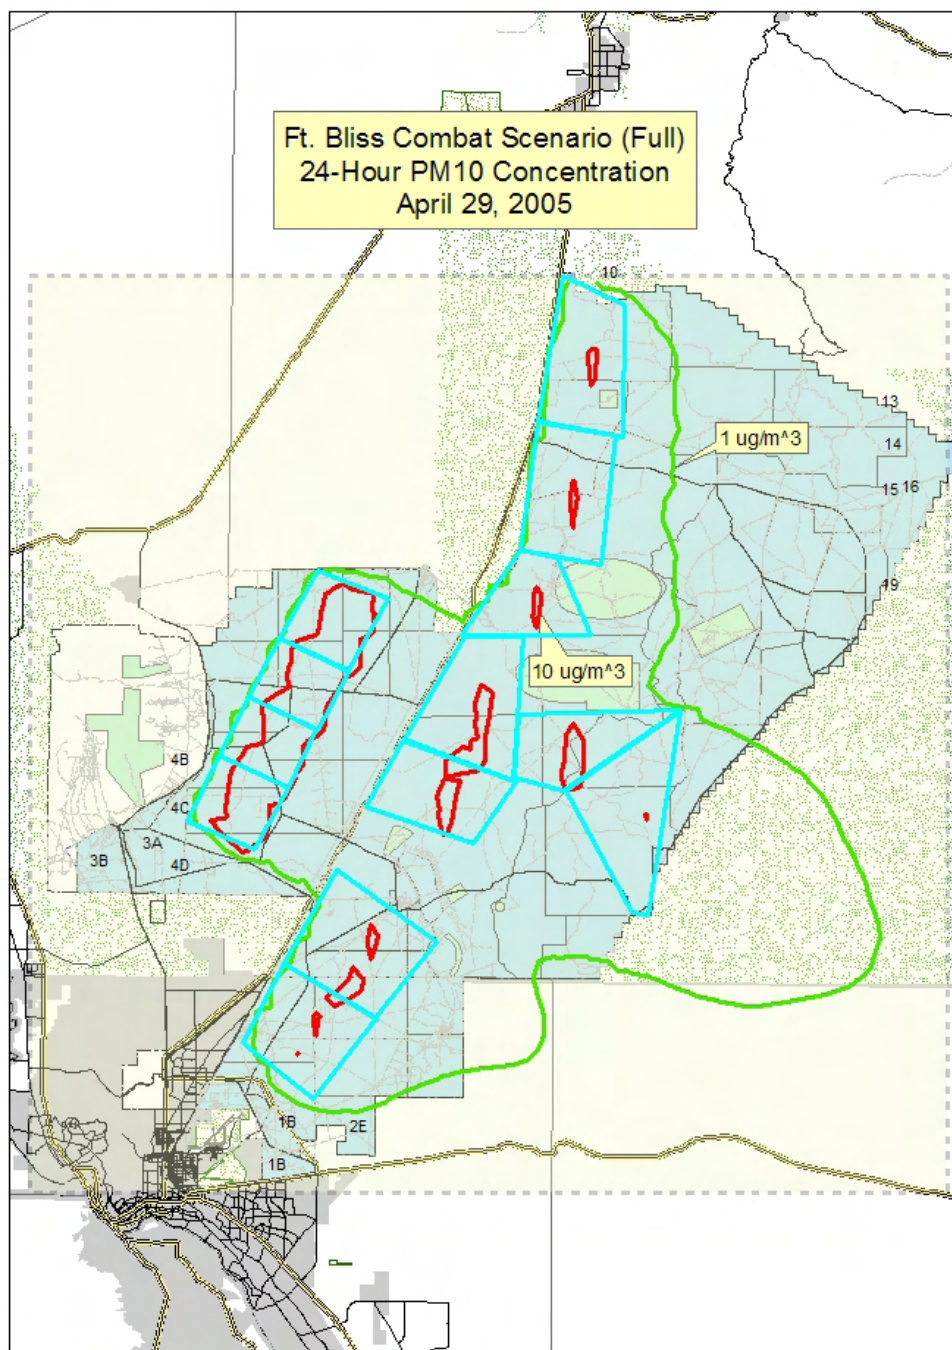 Ft. Bliss Combat Scenario (Full)
24-Hour PM10 Concentration
April 29, 2005
10
13
1 ug/m^3
14
15
16
19
10 ug/m^3
4B
4C
3A
3B
4D
1B
2E
1B